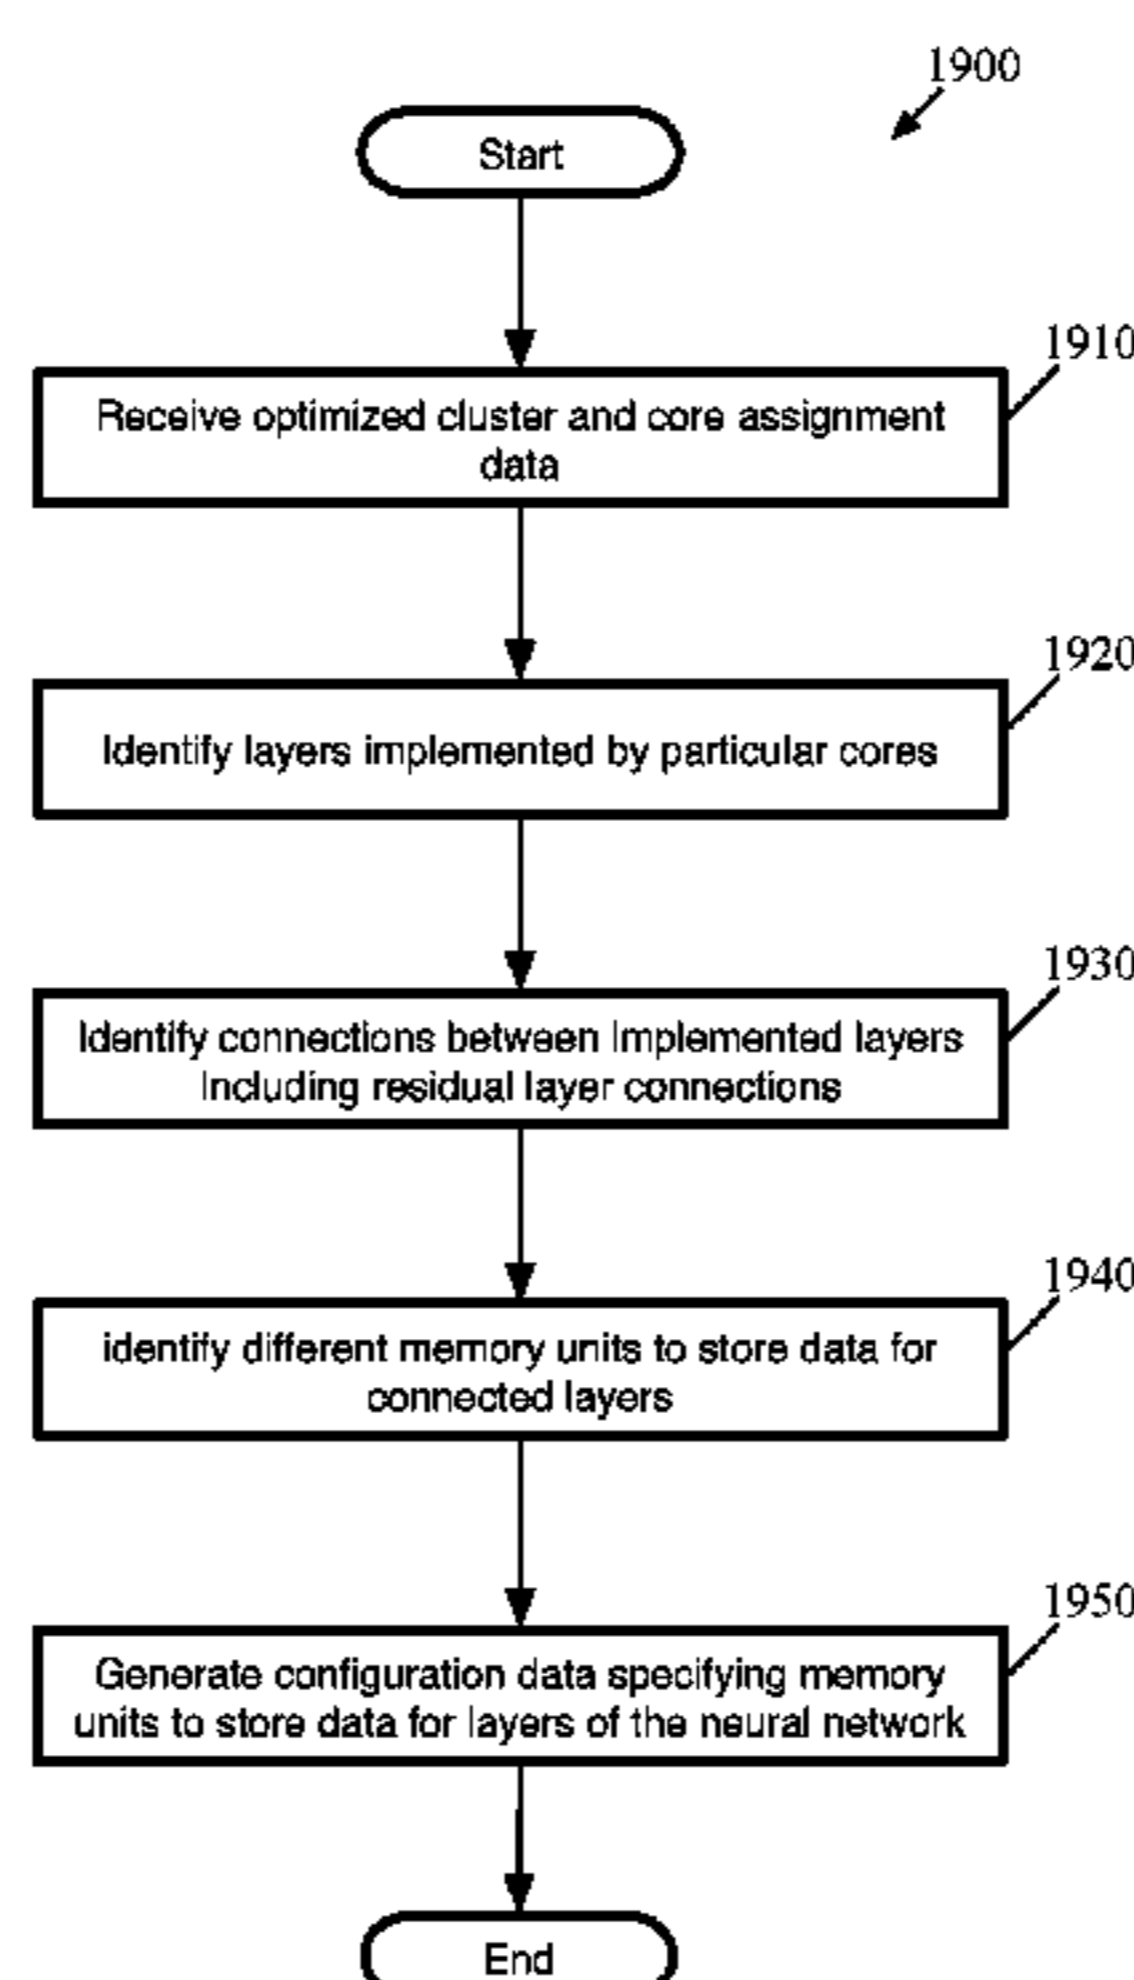 1900
Start
1910
Receive optimized cluster and core assignment
data
1920
Identify layers implemented by particular cores
1930
Identify connections between Implemented layers
Including residual layer connections
1940
identify different memory units to store data for
connected layers
1950
Generate configuration data specifying memory
units to store data for layers of the neural network
End